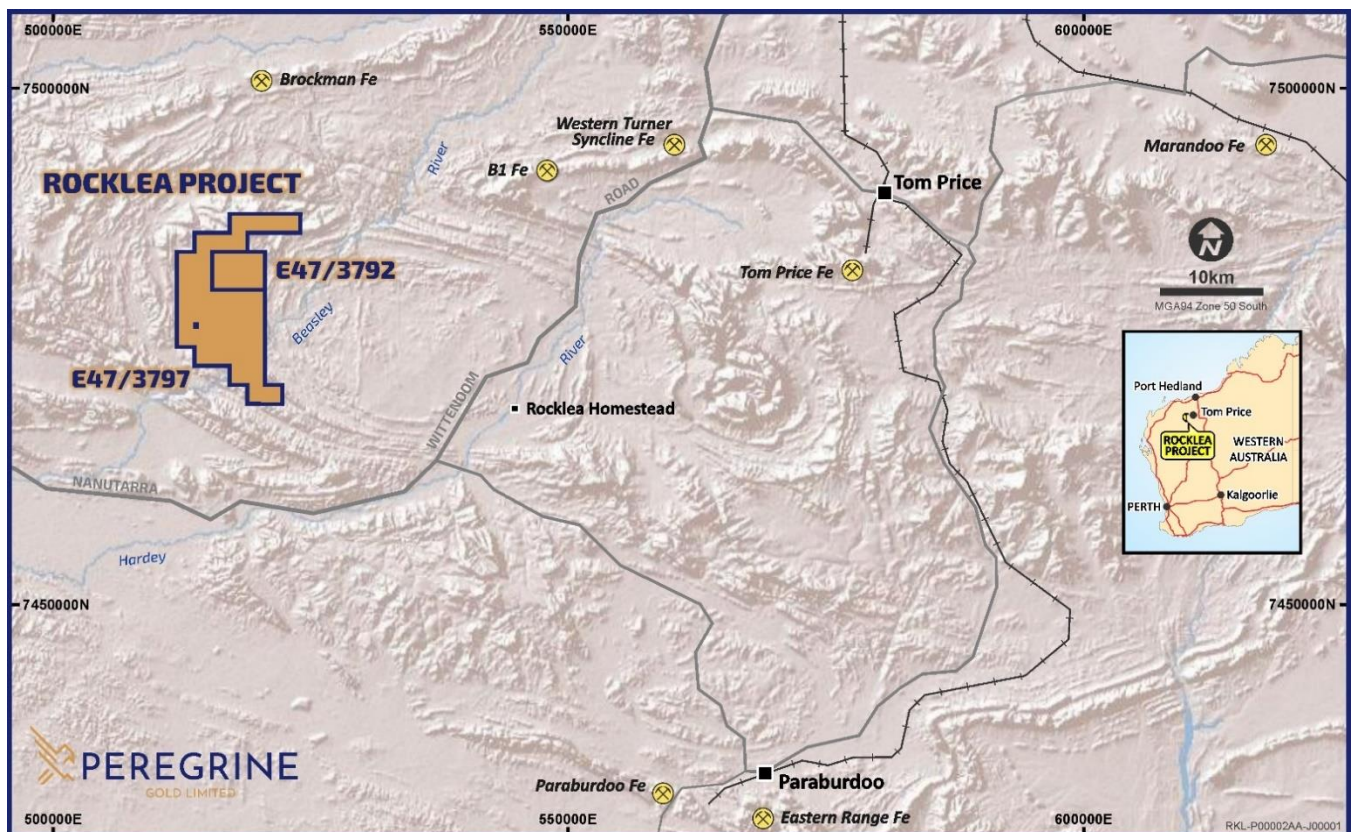 500000E
550000E
600000E
7500000N
7500000N
Brockman Fe
Western Turner
Syncline Fe
B1 Fe
Marandoo Fe
River
ROCKLEA PROJECT
ROAD
Tom Price
E47/3792
Tom Price Fe
N
10km
MGA94 Zone 50 South
Beasley
River
E47/3797
WITTENOOM
Rocklea Homestead
Port Hedland
Tom Price
ROCKLEA
PROJECT
WESTERN
AUSTRALIA
Kalgoorlie
PERTH
NANUTARRA
Hardey
7450000N
7450000N
PEREGRINE
GOLD LIMITED
Paraburdoo Fe
Paraburdoo
Eastern Range Fe
500000E
550000E
600000E
RKL-P00002AA-J00001